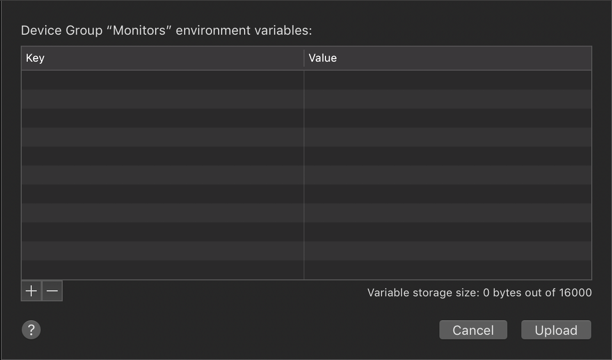 Device Group “Monitors” environment variables:
Key Value
+ −
Variable storage size: 0 bytes out of 16000
? Cancel Upload